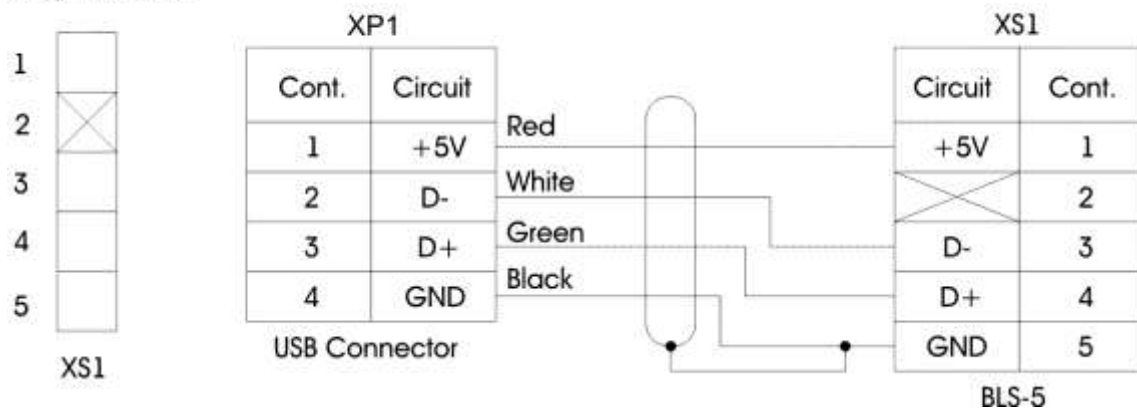 XP1
XS1
1
2
3
4
5
XS1
Cont. Circuit
1 +5V
2 D-
3 D+
4 GND
USB Connector
Red
White
Green
Black
Circuit Cont.
+5V 1
2
D- 3
D+ 4
GND 5
BLS-5